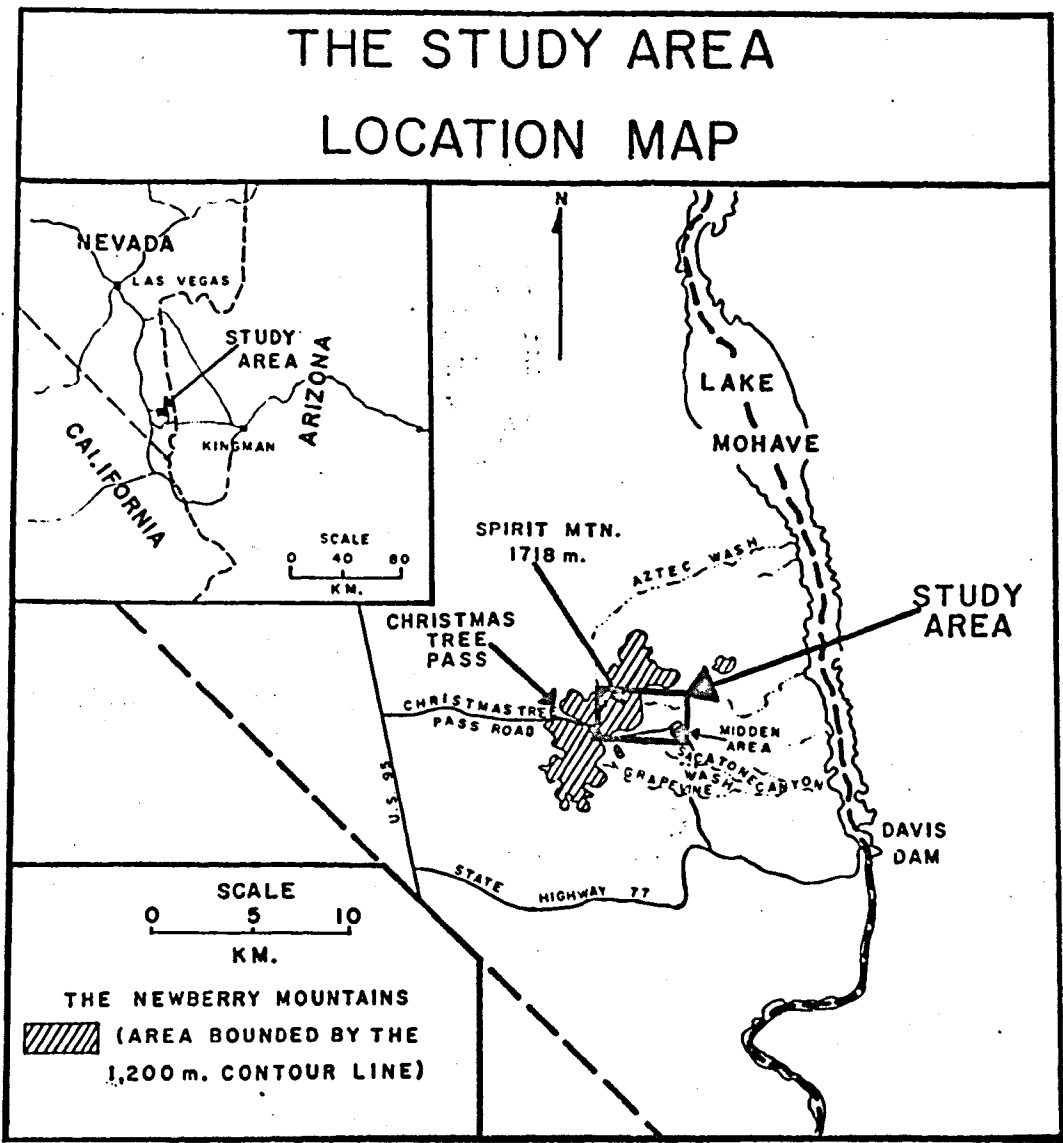 THE STUDY AREA
LOCATION MAP
NEVADA
LAS VEGAS
STUDY
AREA
ARIZONA
KINGMAN
CALIFORNIA
SCALE
0 40 80
KM.
N
LAKE
MOHAVE
SPIRIT MTN.
1718 m.
AZTEC WASH
STUDY
AREA
CHRISTMAS
TREE
PASS
CHRISTMAS TRE
PASS ROAD
MIDDEN
AREA
SACATONE
WASH
GRAPEVINE CANYON
U.S. 95
DAVIS
DAM
STATE HIGHWAY 77
SCALE
0 5 10
KM.
THE NEWBERRY MOUNTAINS
(AREA BOUNDED BY THE
1,200 m. CONTOUR LINE)